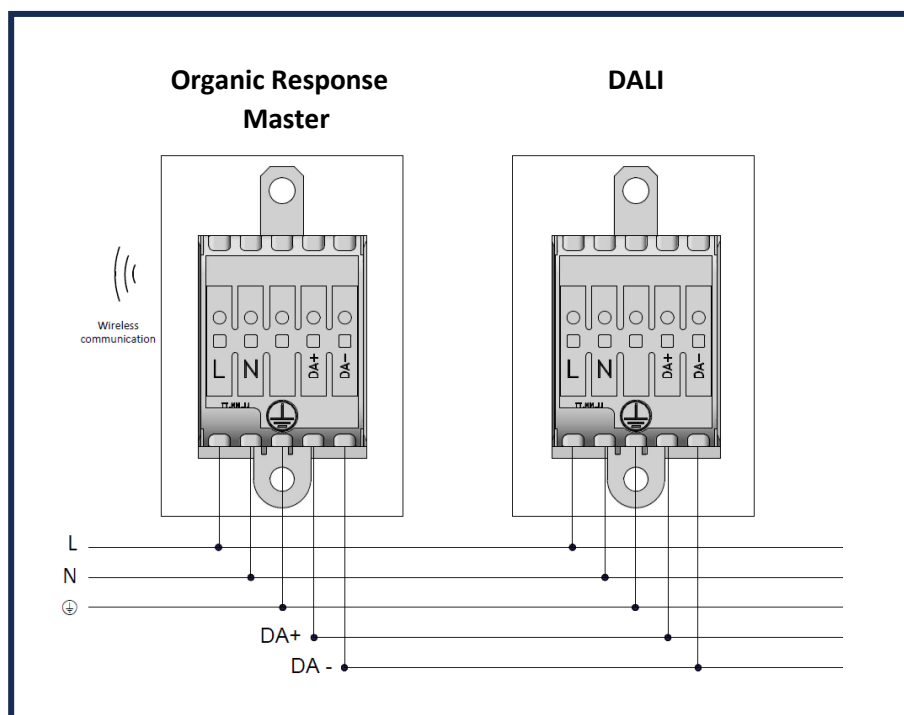 Organic Response
Master
DALI
Wireless
communication
L N DA+ DA-
L N DA+ DA-
L
N
DA+
DA -